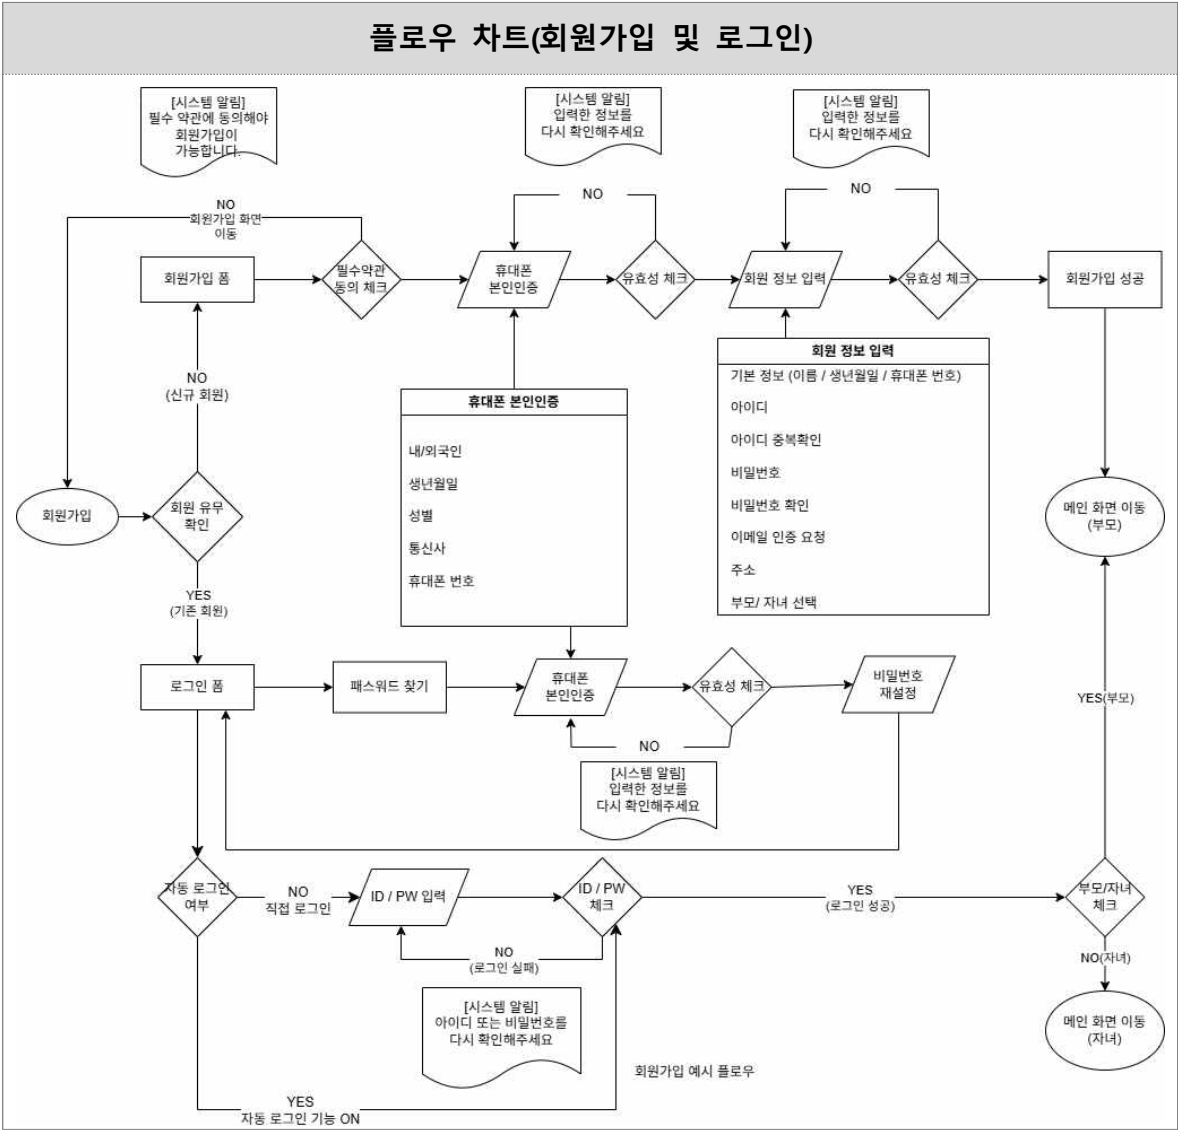 플로우 차트(회원가입 및 로그인)
[시스템 알림]
필수 약관에 동의해야
회원가입이
가능합니다.
[시스템 알림]
입력한 정보를
다시 확인해주세요
[시스템 알림]
입력한 정보를
다시 확인해주세요
NO
회원가입 화면
이동
NO
NO
회원가입 폼
필수약관
동의 체크
휴대폰
본인인증
유효성 체크
회원 정보 입력
유효성 체크
회원가입 성공
NO
(신규 회원)
휴대폰 본인인증
내/외국인
생년월일
성별
통신사
휴대폰 번호
회원 정보 입력
기본 정보 (이름 / 생년월일 / 휴대폰 번호)
아이디
아이디 중복확인
비밀번호
비밀번호 확인
이메일 인증 요청
주소
부모/ 자녀 선택
회원가입
회원 유무
확인
메인 화면 이동
(부모)
YES
(기존 회원)
로그인 폼
패스워드 찾기
휴대폰
본인인증
유효성 체크
비밀번호
재설정
YES(부모)
NO
[시스템 알림]
입력한 정보를
다시 확인해주세요
자동 로그인
여부
NO
직접 로그인
ID / PW 입력
ID / PW
체크
YES
(로그인 성공)
부모/자녀
체크
NO
(로그인 실패)
NO(자녀)
[시스템 알림]
아이디 또는 비밀번호를
다시 확인해주세요
메인 화면 이동
(자녀)
회원가입 예시 플로우
YES
자동 로그인 기능 ON